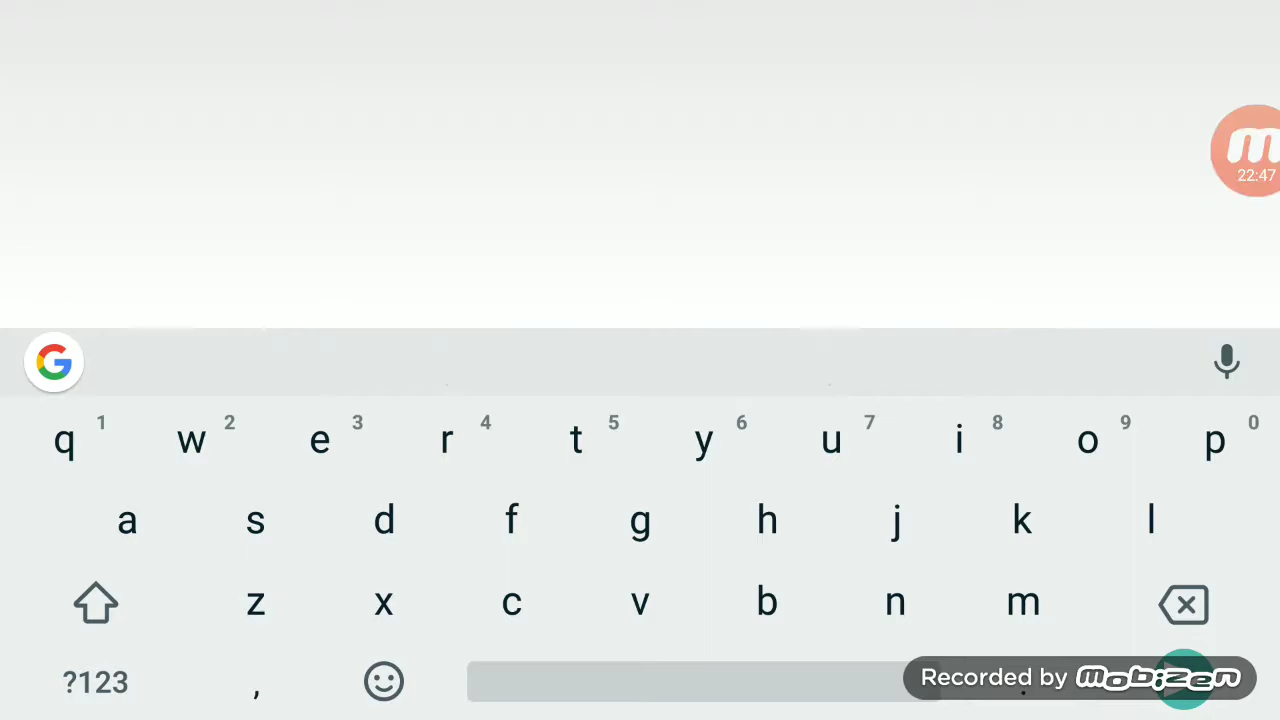 m
22:47
G
q 1 w 2 e 3 r 4 t 5 y 6 u 7 i 8 o 9 p 0
a s d f g h j k l
z x c v b n m
?123 , .
Recorded by mobizen